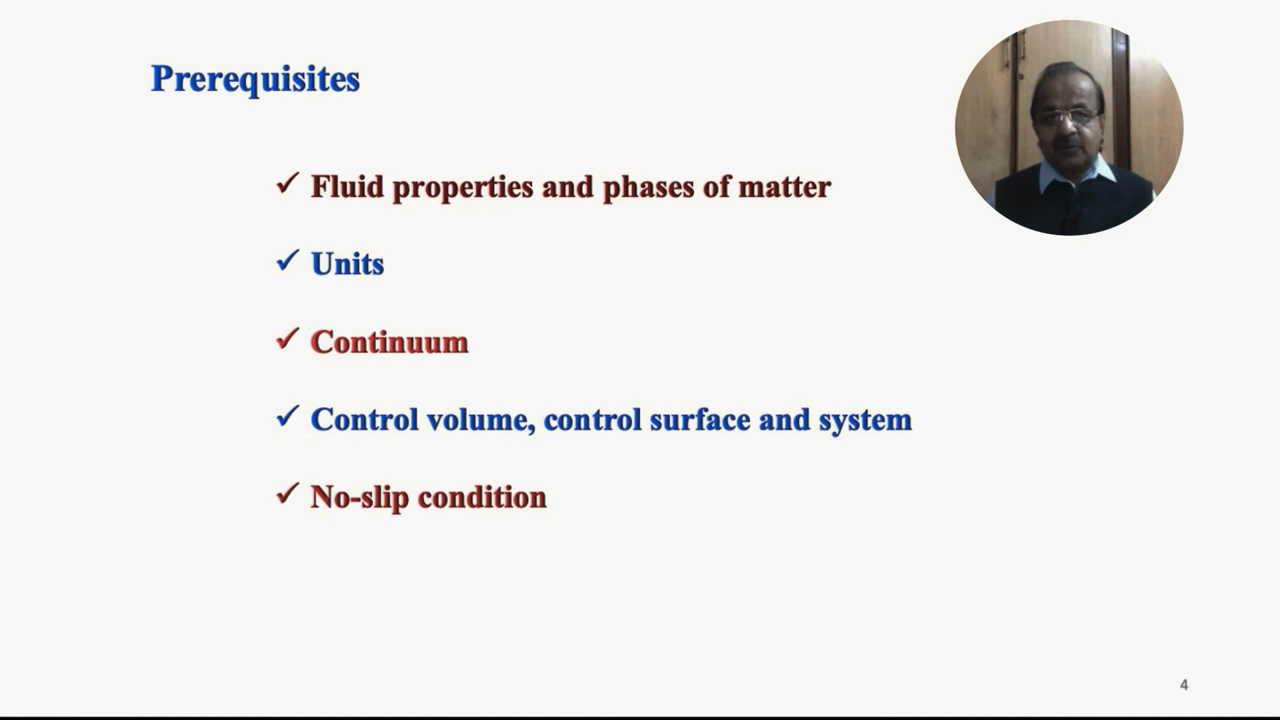 Prerequisites
✓ Fluid properties and phases of matter
✓ Units
✓ Continuum
✓ Control volume, control surface and system
✓ No-slip condition
4